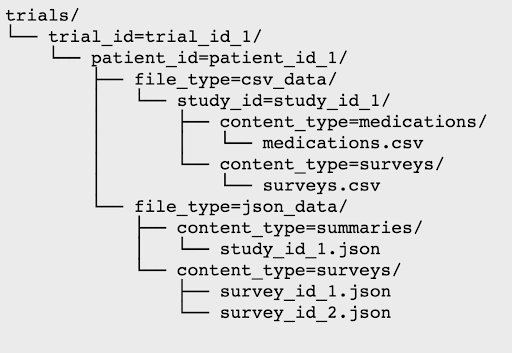 trials/
└── trial_id=trial_id_1/
    └── patient_id=patient_id_1/
        ├── file_type=csv_data/
        │   └── study_id=study_id_1/
        │       ├── content_type=medications/
        │       │   └── medications.csv
        │       └── content_type=surveys/
        │           └── surveys.csv
        └── file_type=json_data/
            ├── content_type=summaries/
            │   └── study_id_1.json
            └── content_type=surveys/
                ├── survey_id_1.json
                └── survey_id_2.json